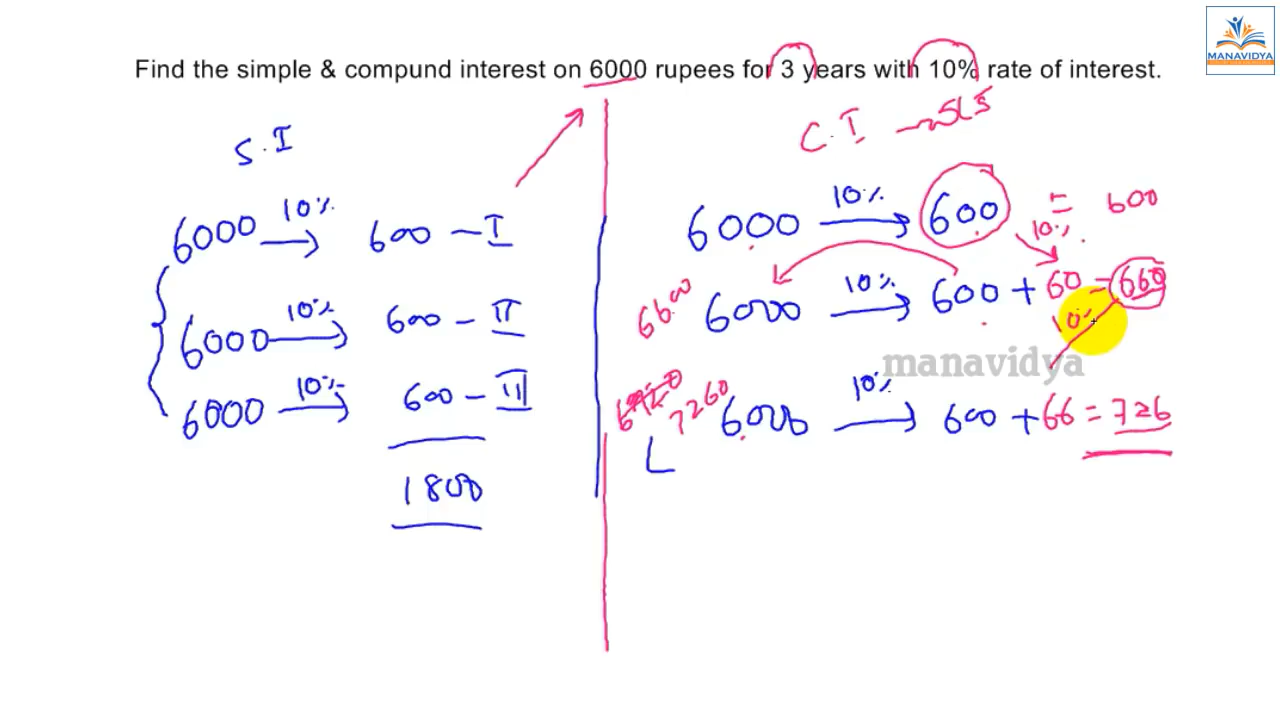 MANAVIDYA
Find the simple & compund interest on 6000 rupees for 3 years with 10% rate of interest.
S.I
6000 10% → 600 - I
6000 10% → 600 - II
6000 10% → 600 - III
1800
C.I
6000 10% → 600 = 600
10%
6600 6000 10% → 600 + 60 = 660
10%
manavidya
7260 6000 10% → 600 + 66 = 726